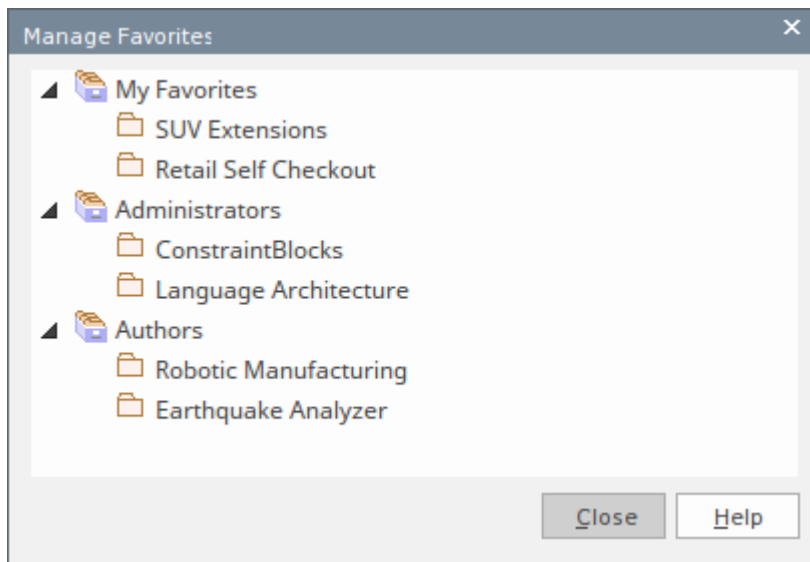 Manage Favorites
My Favorites
SUV Extensions
Retail Self Checkout
Administrators
ConstraintBlocks
Language Architecture
Authors
Robotic Manufacturing
Earthquake Analyzer
Close Help